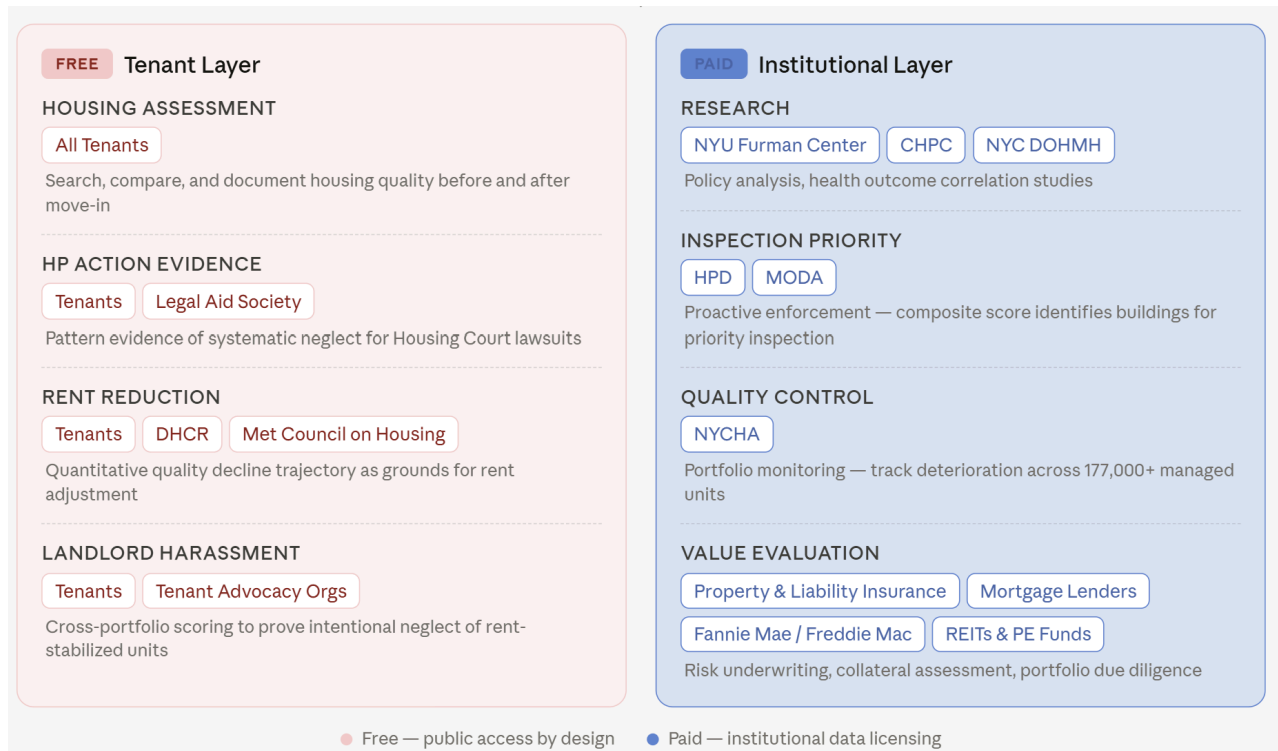 FREE Tenant Layer
HOUSING ASSESSMENT
All Tenants
Search, compare, and document housing quality before and after
move-in
HP ACTION EVIDENCE
Tenants Legal Aid Society
Pattern evidence of systematic neglect for Housing Court lawsuits
RENT REDUCTION
Tenants DHCR Met Council on Housing
Quantitative quality decline trajectory as grounds for rent
adjustment
LANDLORD HARASSMENT
Tenants Tenant Advocacy Orgs
Cross-portfolio scoring to prove intentional neglect of rent-
stabilized units
PAID Institutional Layer
RESEARCH
NYU Furman Center CHPC NYC DOHMH
Policy analysis, health outcome correlation studies
INSPECTION PRIORITY
HPD MODA
Proactive enforcement — composite score identifies buildings for
priority inspection
QUALITY CONTROL
NYCHA
Portfolio monitoring — track deterioration across 177,000+ managed
units
VALUE EVALUATION
Property & Liability Insurance Mortgage Lenders
Fannie Mae / Freddie Mac REITs & PE Funds
Risk underwriting, collateral assessment, portfolio due diligence
Free — public access by design Paid — institutional data licensing